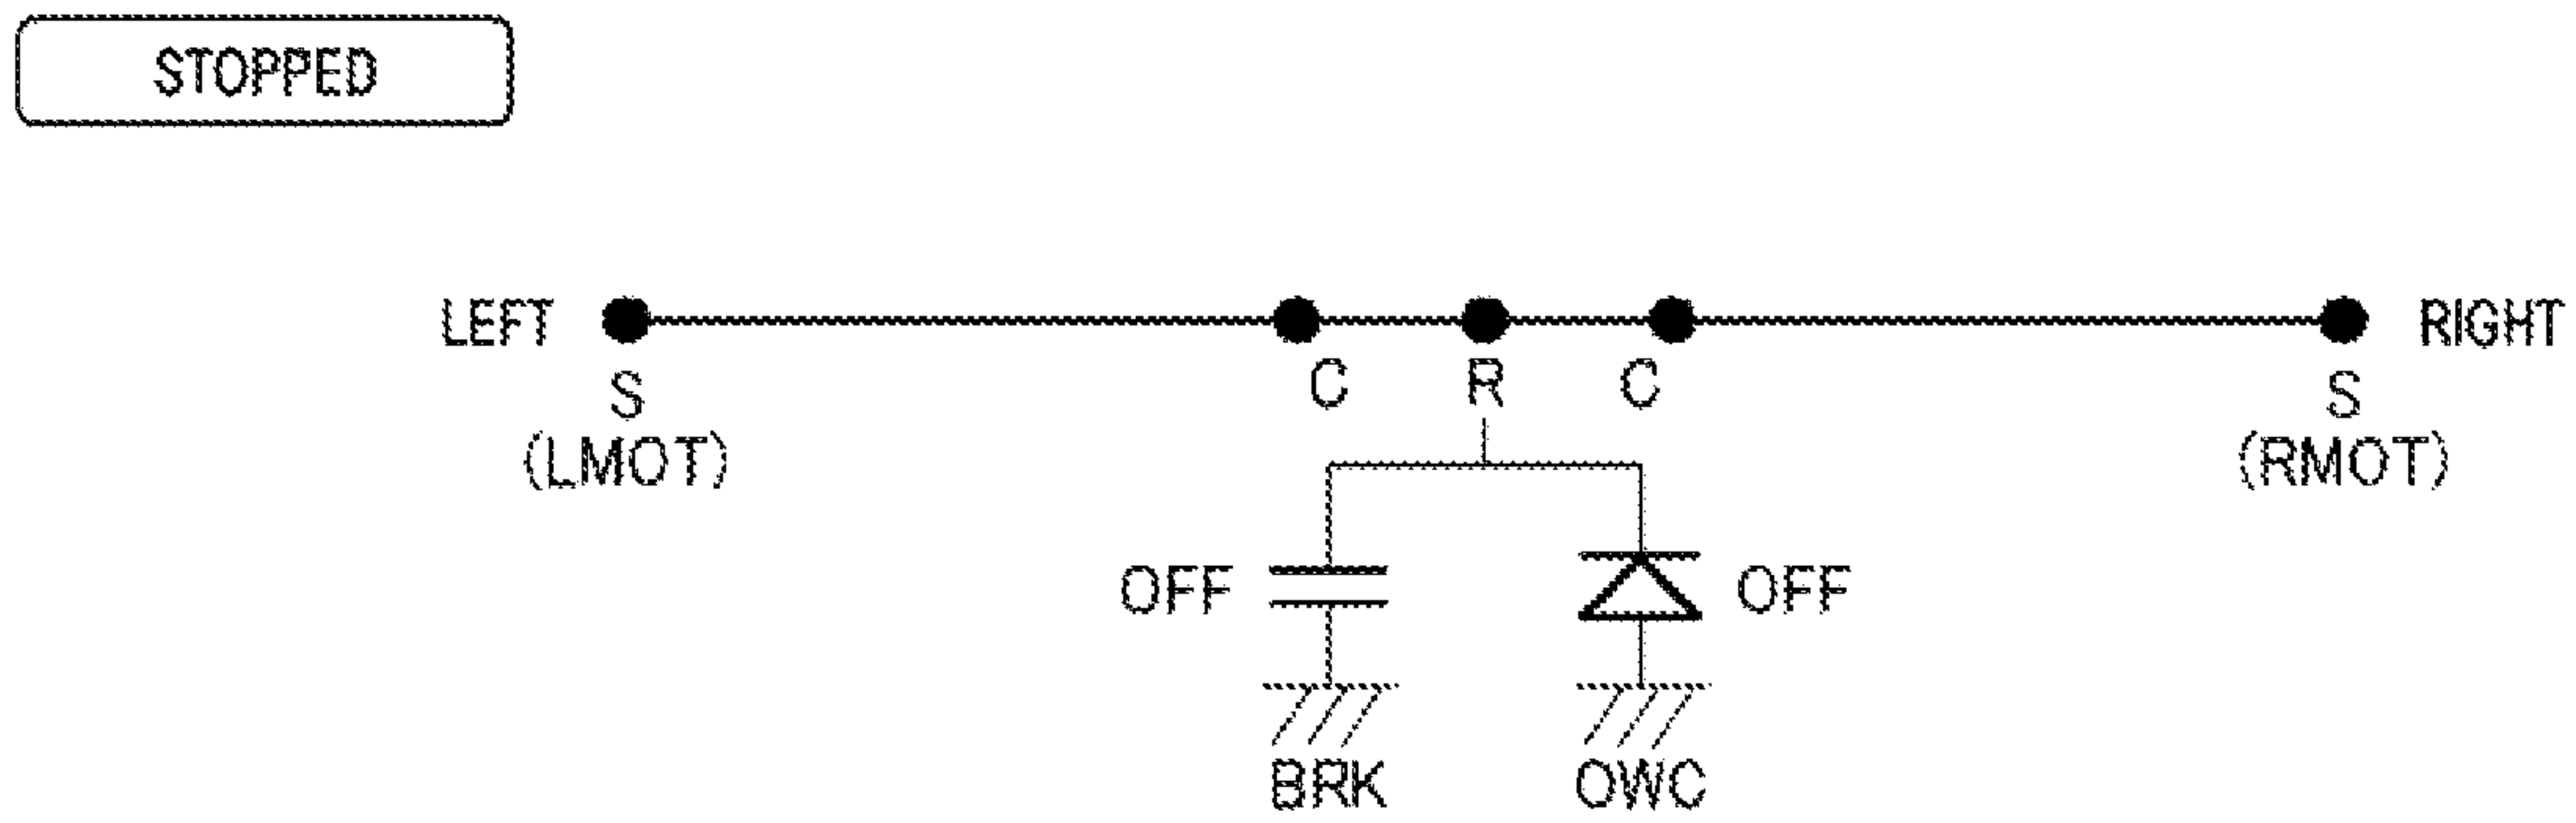 STOPPED
LEFT RIGHT
C R C
S S
(LMOT) (RMOT)
OFF OFF
BRK OWC